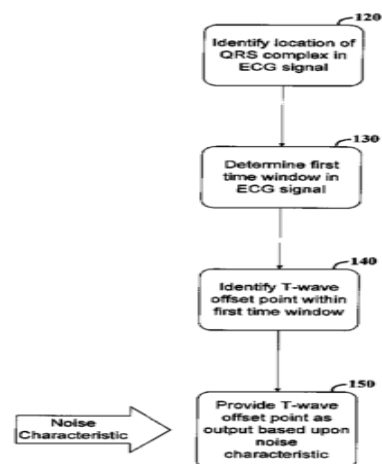 120
Identify location of
QRS complex in
ECG signal
130
Determine first
time window in
ECG signal
140
Identify T-wave
offset point within
first time window
150
Provide T-wave
offset point as
output based upon
noise
characteristic
Noise
Characteristic